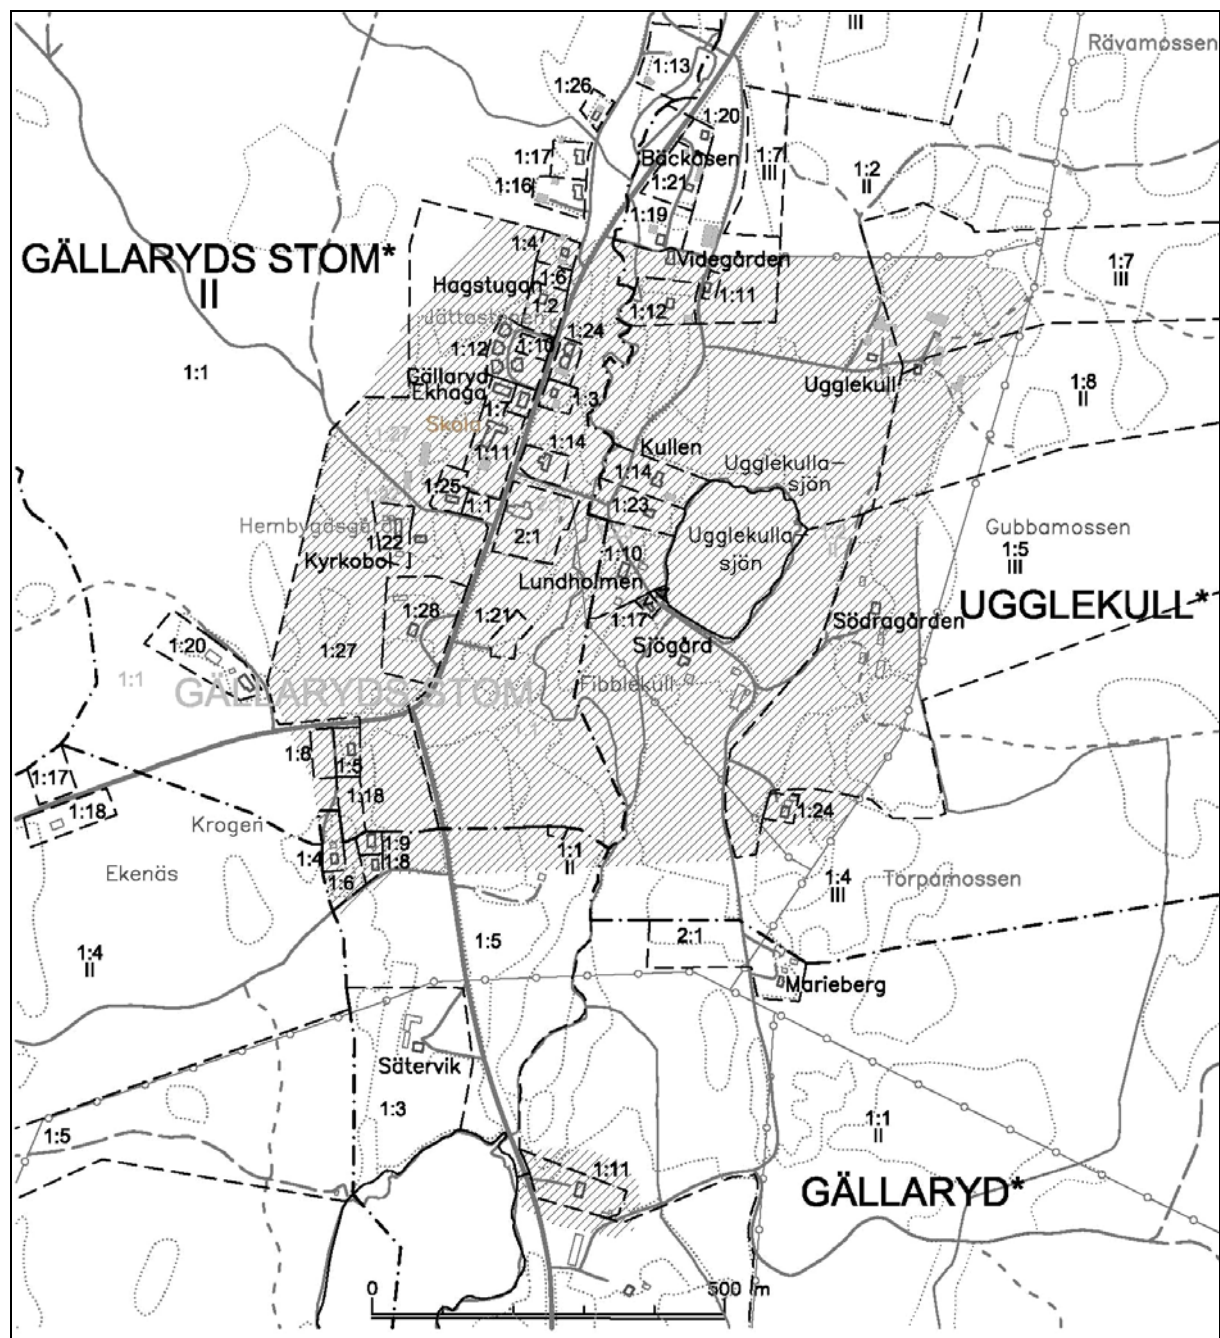 III
Rävamossen
1:13
1:26
1:20
1:17
Bäckåsen
1:7
III
1:2
II
1:16
1:21
1:19
1:4
GÄLLARYDS STOM*
II
Videgården
1:7
III
1:6
Hagstugan
1:11
1:2
1:12
Jättastenen
1:24
1:10
1:12
1:1
Gällaryd
Ekhaga
Ugglekull
1:8
II
1:3
1:7
Skola
1:27
1:14
Kullen
1:11
Ugglekulla-
sjön
1:14
1:25
1:1
1:23
Hembygdsgård
2:1
Ugglekulla-
sjön
Gubbamossen
1:5
III
1:22
1:10
Kyrkobol
Lundholmen
UGGLEKULL*
1:28
1:21
1:17
Södragården
1:20
1:27
Sjögård
1:1
GÄLLARYDS STOM
Fibblekull
1:1
1:8
1:5
1:17
1:18
1:18
1:24
Krogen
1:9
1:4
1:8
1:1
II
Ekenäs
1:6
1:4
III
Torpamossen
1:4
II
1:5
2:1
Marieberg
Sätervik
1:3
1:5
1:1
II
1:11
GÄLLARYD*
0
500 m